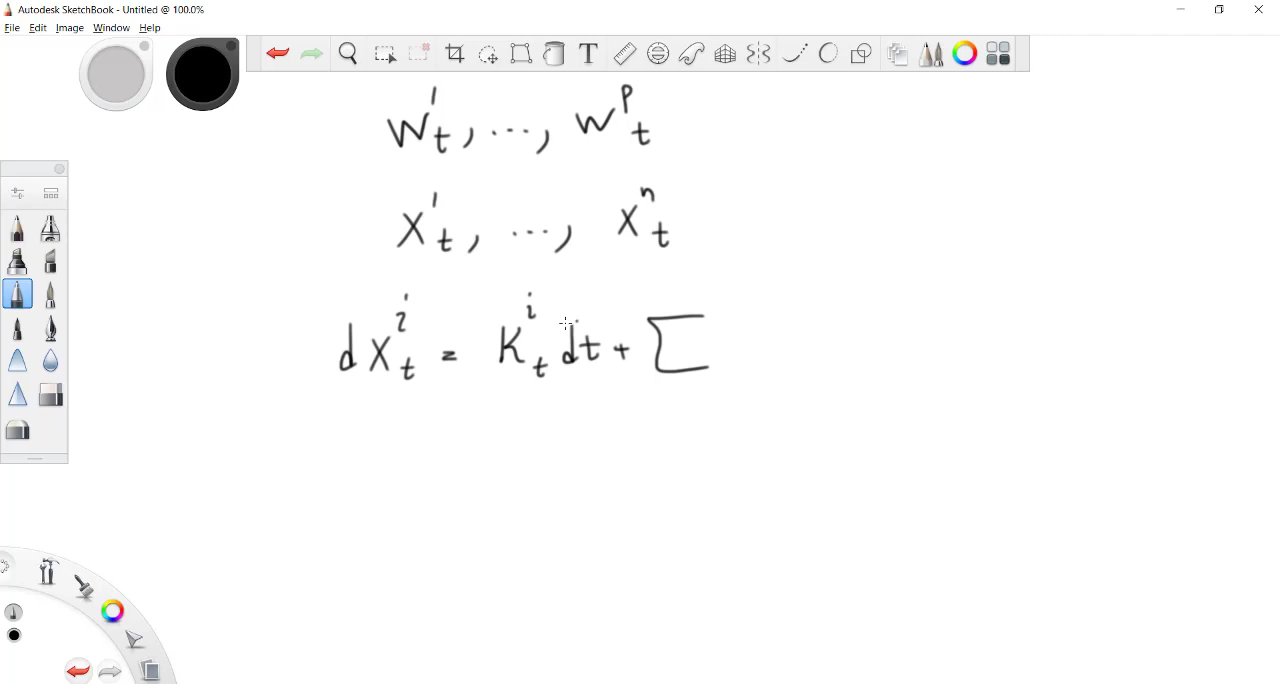 Autodesk SketchBook - Untitled @ 100.0%
File Edit Image Window Help
T
W¹ₜ, ..., Wᵖₜ
X¹ₜ, ..., Xⁿₜ
dXⁱₜ = Kⁱₜ dt + Σ